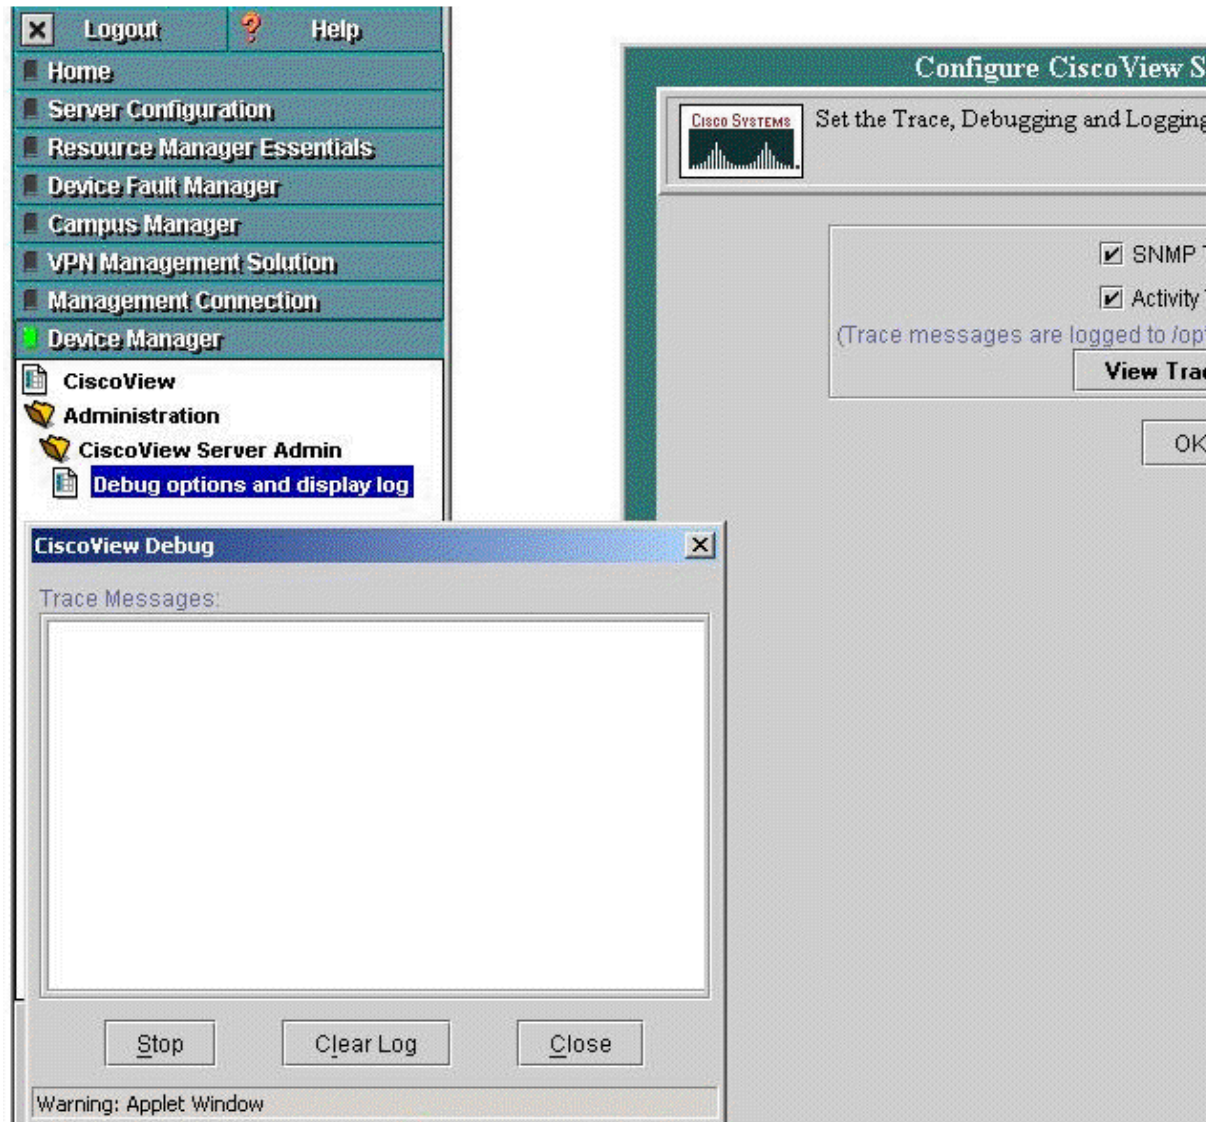 Logout
Help
Home
Server Configuration
Resource Manager Essentials
Device Fault Manager
Campus Manager
VPN Management Solution
Management Connection
Device Manager
CiscoView
Administration
CiscoView Server Admin
Debug options and display log
Configure CiscoView S
CISCO SYSTEMS
Set the Trace, Debugging and Logging
SNMP T
Activity T
(Trace messages are logged to /opt
View Trac
OK
CiscoView Debug
Trace Messages:
Stop
Clear Log
Close
Warning: Applet Window